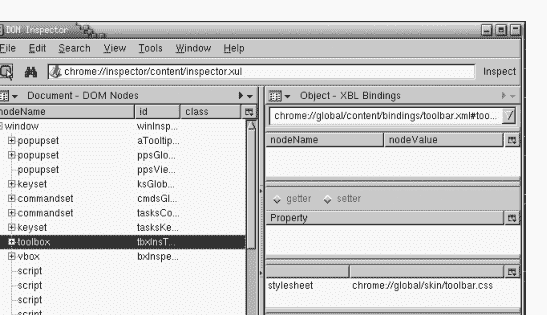 DOM Inspector
File Edit Search View Tools Window Help
chrome://inspector/content/inspector.xul Inspect
Document - DOM Nodes
nodeName id class
window winInsp...
popupset aTooltip...
popupset ppsGlo...
popupset ppsVie...
keyset ksGlob...
commandset cmdsGl...
commandset tasksCo...
keyset tasksKe...
toolbox tbxInsT...
vbox bxInspe...
script
script
script
script
Object - XBL Bindings
chrome://global/content/bindings/toolbar.xml#too...
nodeName nodeValue
getter setter
Property
stylesheet chrome://global/skin/toolbar.css